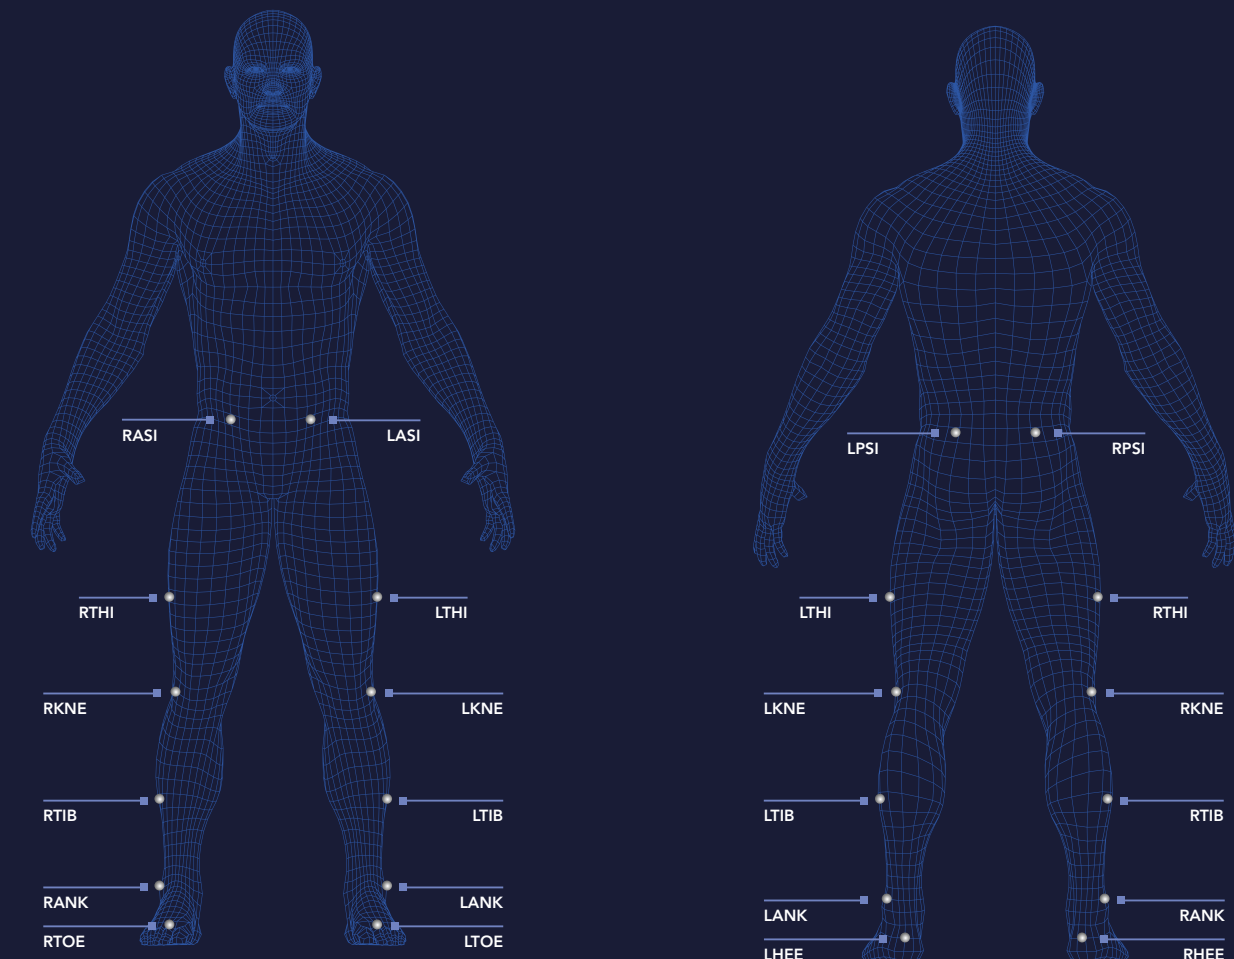 RASI LASI
RTHI LTHI
RKNE LKNE
RTIB LTIB
RANK LANK
RTOE LTOE
LPSI RPSI
LTHI RTHI
LKNE RKNE
LTIB RTIB
LANK RANK
LHEE RHEE